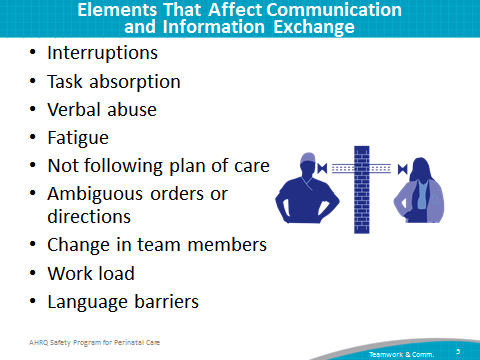 Elements That Affect Communication
and Information Exchange
• Interruptions
• Task absorption
• Verbal abuse
• Fatigue
• Not following plan of care
• Ambiguous orders or
directions
• Change in team members
• Work load
• Language barriers
AHRQ Safety Program for Perinatal Care
Teamwork & Comm.
5